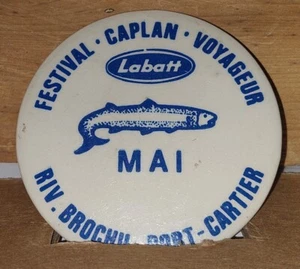 FESTIVAL · CAPLAN · VOYAGEUR
Labatt
MAI
RIV. BROCHU PORT-CARTIER